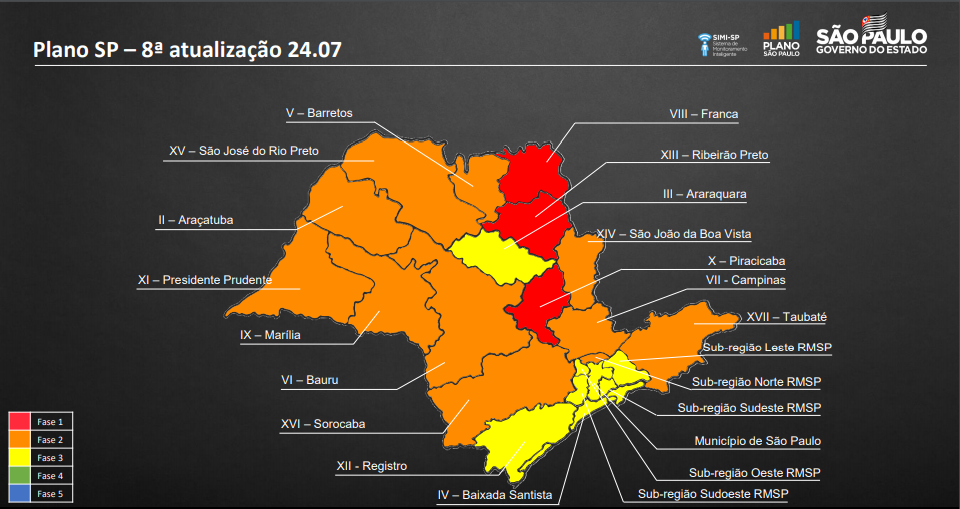 Plano SP – 8ª atualização 24.07
SIMI-SP
Sistema de
Monitoramento
Inteligente
PLANO
SÃO PAULO
SÃO PAULO
GOVERNO DO ESTADO
V – Barretos
VIII – Franca
XV – São José do Rio Preto
XIII – Ribeirão Preto
III – Araraquara
II – Araçatuba
XIV – São João da Boa Vista
X – Piracicaba
XI – Presidente Prudente
VII - Campinas
XVII – Taubaté
IX – Marília
Sub-região Leste RMSP
VI – Bauru
Sub-região Norte RMSP
Sub-região Sudeste RMSP
XVI – Sorocaba
Município de São Paulo
XII - Registro
Sub-região Oeste RMSP
IV – Baixada Santista
Sub-região Sudoeste RMSP
Fase 1
Fase 2
Fase 3
Fase 4
Fase 5